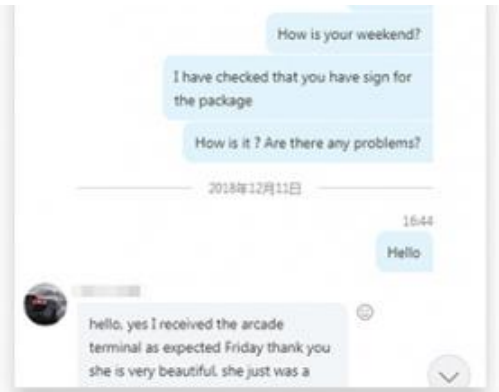 How is your weekend?
I have checked that you have sign for
the package
How is it ? Are there any problems?
2018年12月11日
16:44
Hello
hello, yes I received the arcade
terminal as expected Friday thank you
she is very beautiful, she just was a